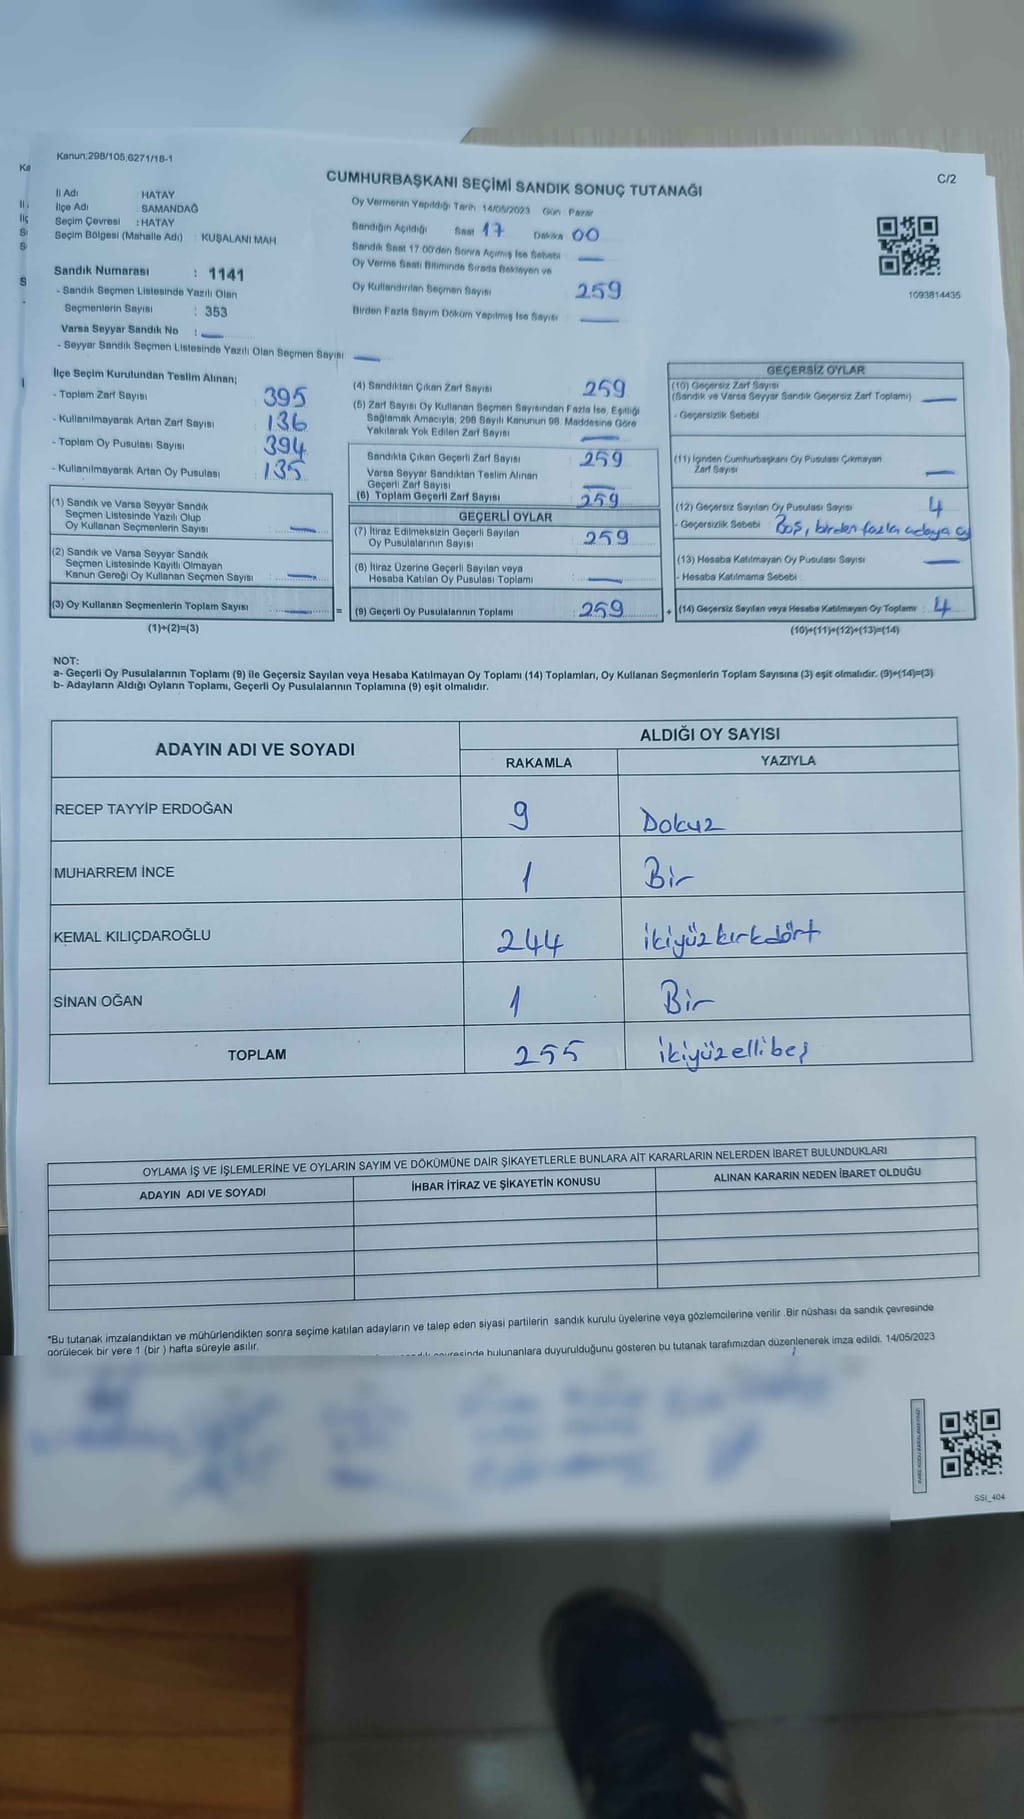 Kanun;298/105,6271/18-1
C/2
CUMHURBAŞKANI SEÇİMİ SANDIK SONUÇ TUTANAĞI
İl Adı : HATAY
İlçe Adı : SAMANDAĞ
Seçim Çevresi : HATAY
Seçim Bölgesi (Mahalle Adı) : KUŞALANI MAH
Sandık Numarası : 1141
- Sandık Seçmen Listesinde Yazılı Olan
Seçmenlerin Sayısı : 353
Varsa Seyyar Sandık No :
- Seyyar Sandık Seçmen Listesinde Yazılı Olan Seçmen Sayısı
Oy Vermenin Yapıldığı Tarih 14/05/2023 Gün : Pazar
Sandığın Açıldığı Saat 17 Dakika 00
Sandık Saat 17:00'den Sonra Açılmış İse Sebebi
Oy Verme Saati Bitiminde Sırada Bekleyen ve
Oy Kullandırılan Seçmen Sayısı 259
Birden Fazla Sayım Döküm Yapılmış İse Sayısı
1093814435
İlçe Seçim Kurulundan Teslim Alınan;
- Toplam Zarf Sayısı 395
- Kullanılmayarak Artan Zarf Sayısı 136
- Toplam Oy Pusulası Sayısı 394
- Kullanılmayarak Artan Oy Pusulası 135
(1) Sandık ve Varsa Seyyar Sandık
Seçmen Listesinde Yazılı Olup
Oy Kullanan Seçmenlerin Sayısı
(2) Sandık ve Varsa Seyyar Sandık
Seçmen Listesinde Kayıtlı Olmayan
Kanun Gereği Oy Kullanan Seçmen Sayısı
(3) Oy Kullanan Seçmenlerin Toplam Sayısı =
(1)+(2)=(3)
(4) Sandıktan Çıkan Zarf Sayısı 259
(5) Zarf Sayısı Oy Kullanan Seçmen Sayısından Fazla İse, Eşitliği
Sağlamak Amacıyla; 298 Sayılı Kanunun 98. Maddesine Göre
Yakılarak Yok Edilen Zarf Sayısı
Sandıkta Çıkan Geçerli Zarf Sayısı 259
Varsa Seyyar Sandıktan Teslim Alınan
Geçerli Zarf Sayısı
(6) Toplam Geçerli Zarf Sayısı 259
GEÇERLİ OYLAR
(7) İtiraz Edilmeksizin Geçerli Sayılan
Oy Pusulalarının Sayısı 259
(8) İtiraz Üzerine Geçerli Sayılan veya
Hesaba Katılan Oy Pusulası Toplamı
(9) Geçerli Oy Pusulalarının Toplamı 259 +
GEÇERSİZ OYLAR
(10) Geçersiz Zarf Sayısı
(Sandık ve Varsa Seyyar Sandık Geçersiz Zarf Toplamı)
- Geçersizlik Sebebi
(11) İçinden Cumhurbaşkanı Oy Pusulası Çıkmayan
Zarf Sayısı
(12) Geçersiz Sayılan Oy Pusulası Sayısı 4
- Geçersizlik Sebebi Boş, birden fazla adaya oy
(13) Hesaba Katılmayan Oy Pusulası Sayısı
- Hesaba Katılmama Sebebi
(14) Geçersiz Sayılan veya Hesaba Katılmayan Oy Toplamı 4
(10)+(11)+(12)+(13)=(14)
NOT:
a- Geçerli Oy Pusulalarının Toplamı (9) ile Geçersiz Sayılan veya Hesaba Katılmayan Oy Toplamı (14) Toplamları, Oy Kullanan Seçmenlerin Toplam Sayısına (3) eşit olmalıdır. (9)+(14)=(3)
b- Adayların Aldığı Oyların Toplamı, Geçerli Oy Pusulalarının Toplamına (9) eşit olmalıdır.
ADAYIN ADI VE SOYADI
ALDIĞI OY SAYISI
RAKAMLA YAZIYLA
RECEP TAYYİP ERDOĞAN 9 Dokuz
MUHARREM İNCE 1 Bir
KEMAL KILIÇDAROĞLU 244 ikiyüzkırkdört
SİNAN OĞAN 1 Bir
TOPLAM 255 ikiyüzellibeş
OYLAMA İŞ VE İŞLEMLERİNE VE OYLARIN SAYIM VE DÖKÜMÜNE DAİR ŞİKAYETLERLE BUNLARA AİT KARARLARIN NELERDEN İBARET BULUNDUKLARI
ADAYIN ADI VE SOYADI İHBAR İTİRAZ VE ŞİKAYETİN KONUSU ALINAN KARARIN NEDEN İBARET OLDUĞU
*Bu tutanak imzalandıktan ve mühürlendikten sonra seçime katılan adayların ve talep eden siyasi partilerin sandık kurulu üyelerine veya gözlemcilerine verilir. Bir nüshası da sandık çevresinde
görülecek bir yere 1 (bir) hafta süreyle asılır.
bulunanlara duyurulduğunu gösteren bu tutanak tarafımızdan düzenlenerek imza edildi. 14/05/2023
SSI_404